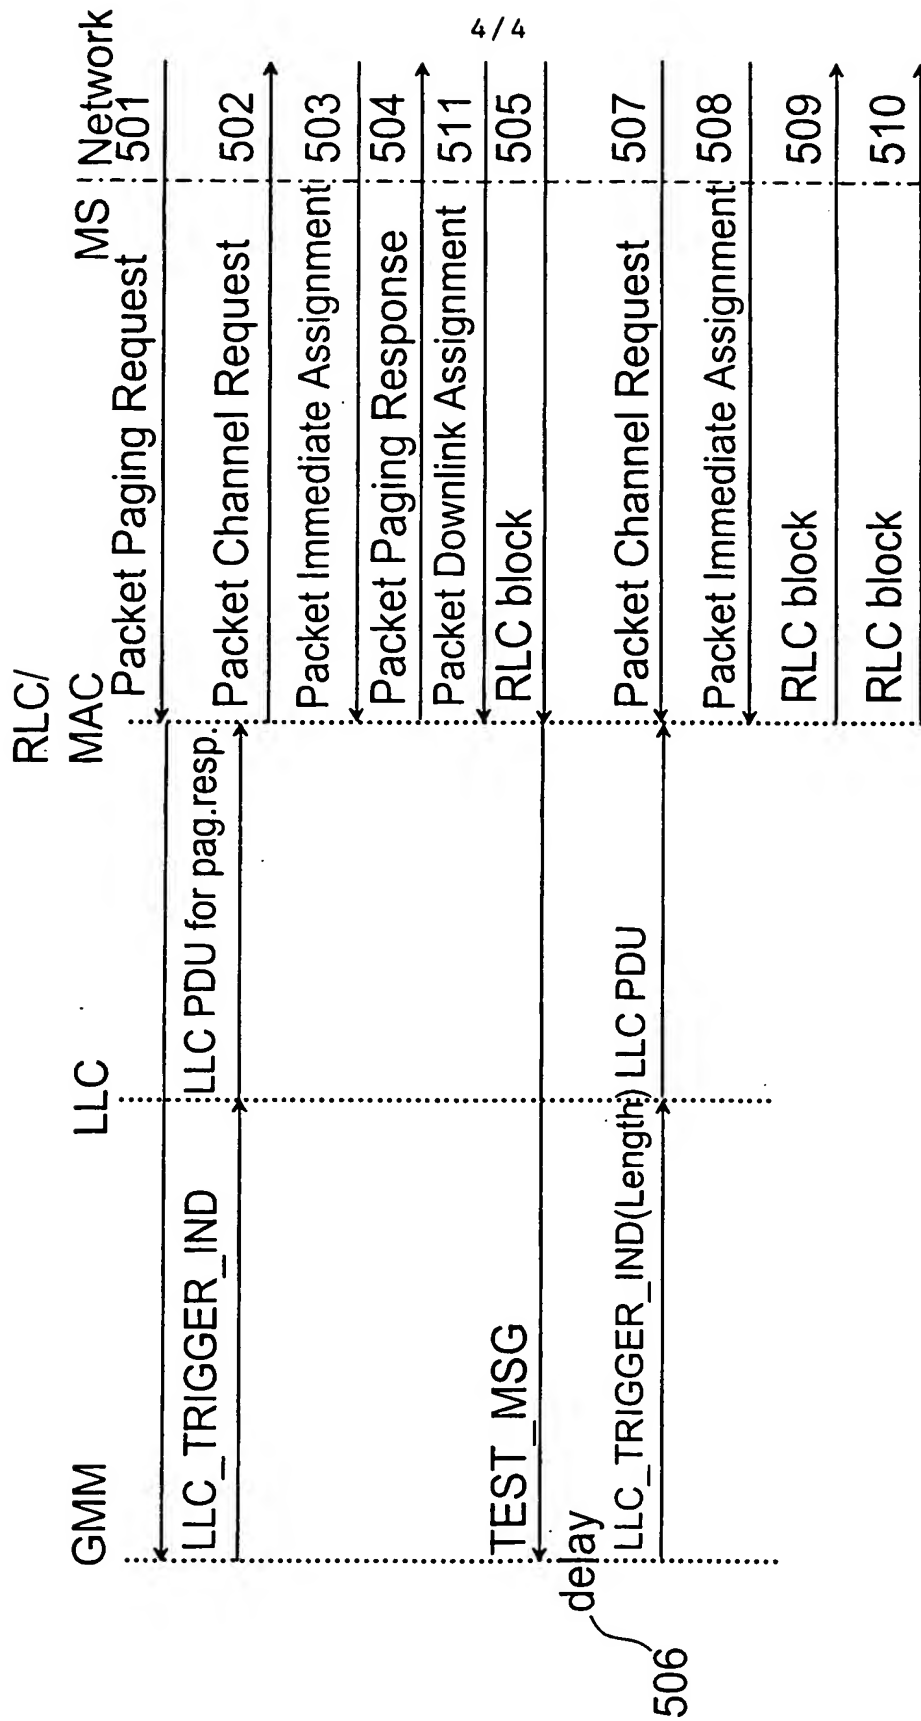 4/4
GMM
LLC
RLC/
MAC
MS
Network
Packet Paging Request
501
LLC_TRIGGER_IND
LLC PDU for pag.resp.
Packet Channel Request
502
Packet Immediate Assignment
503
Packet Paging Response
504
Packet Downlink Assignment
511
TEST_MSG
RLC block
505
delay
506
LLC_TRIGGER_IND(Length)
LLC PDU
Packet Channel Request
507
Packet Immediate Assignment
508
RLC block
509
RLC block
510